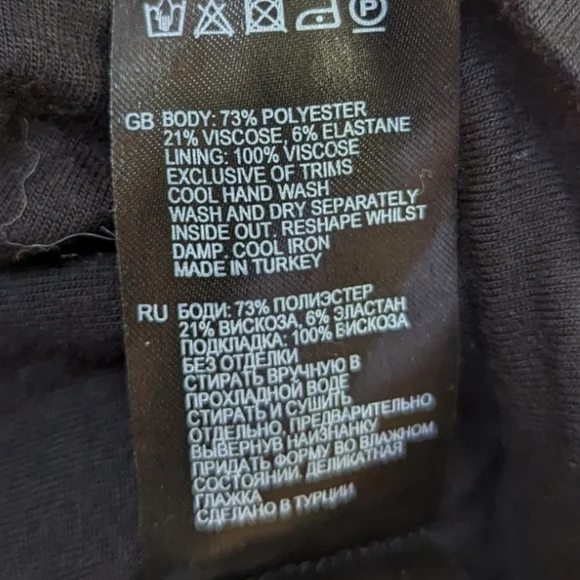 GB BODY: 73% POLYESTER
21% VISCOSE, 6% ELASTANE
LINING: 100% VISCOSE
EXCLUSIVE OF TRIMS
COOL HAND WASH
WASH AND DRY SEPARATELY
INSIDE OUT. RESHAPE WHILST
DAMP. COOL IRON
MADE IN TURKEY
RU БОДИ: 73% ПОЛИЭСТЕР
21% ВИСКОЗА, 6% ЭЛАСТАН
ПОДКЛАДКА: 100% ВИСКОЗА
БЕЗ ОТДЕЛКИ
СТИРАТЬ ВРУЧНУЮ В
ПРОХЛАДНОЙ ВОДЕ
СТИРАТЬ И СУШИТЬ
ОТДЕЛЬНО, ПРЕДВАРИТЕЛЬНО
ВЫВЕРНУВ НАИЗНАНКУ
ПРИДАТЬ ФОРМУ ВО ВЛАЖНОМ
СОСТОЯНИИ. ДЕЛИКАТНАЯ
ГЛАЖКА
СДЕЛАНО В ТУРЦИИ